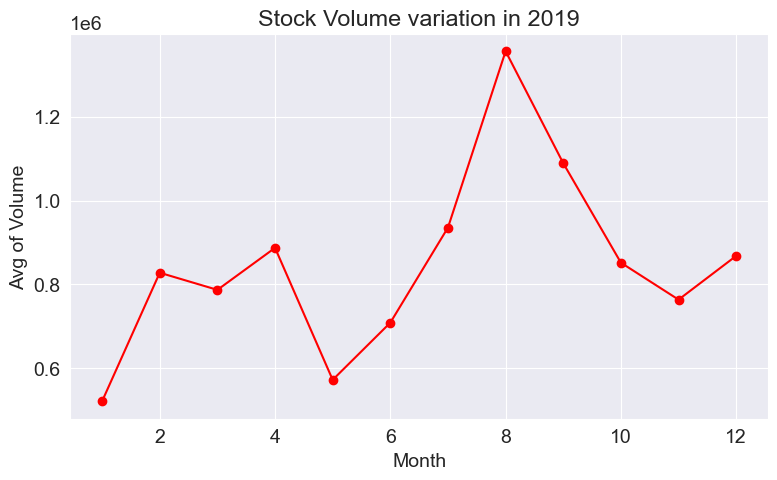 Stock Volume variation in 2019
1e6
Avg of Volume
1.2
1.0
0.8
0.6
2 4 6 8 10 12
Month